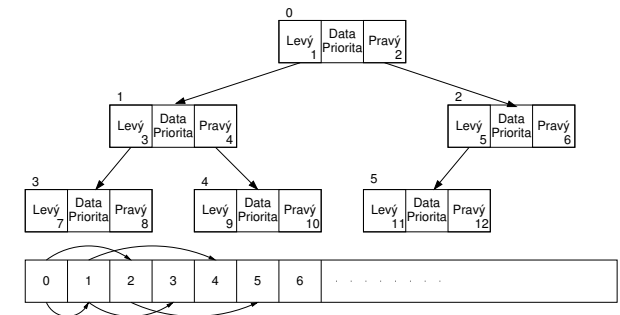 0
Levý 1 Data Priorita Pravý 2
1
2
Levý 3 Data Priorita Pravý 4
Levý 5 Data Priorita Pravý 6
3
4
5
Levý 7 Data Priorita Pravý 8
Levý 9 Data Priorita Pravý 10
Levý 11 Data Priorita Pravý 12
0 1 2 3 4 5 6 . . . . . . . .